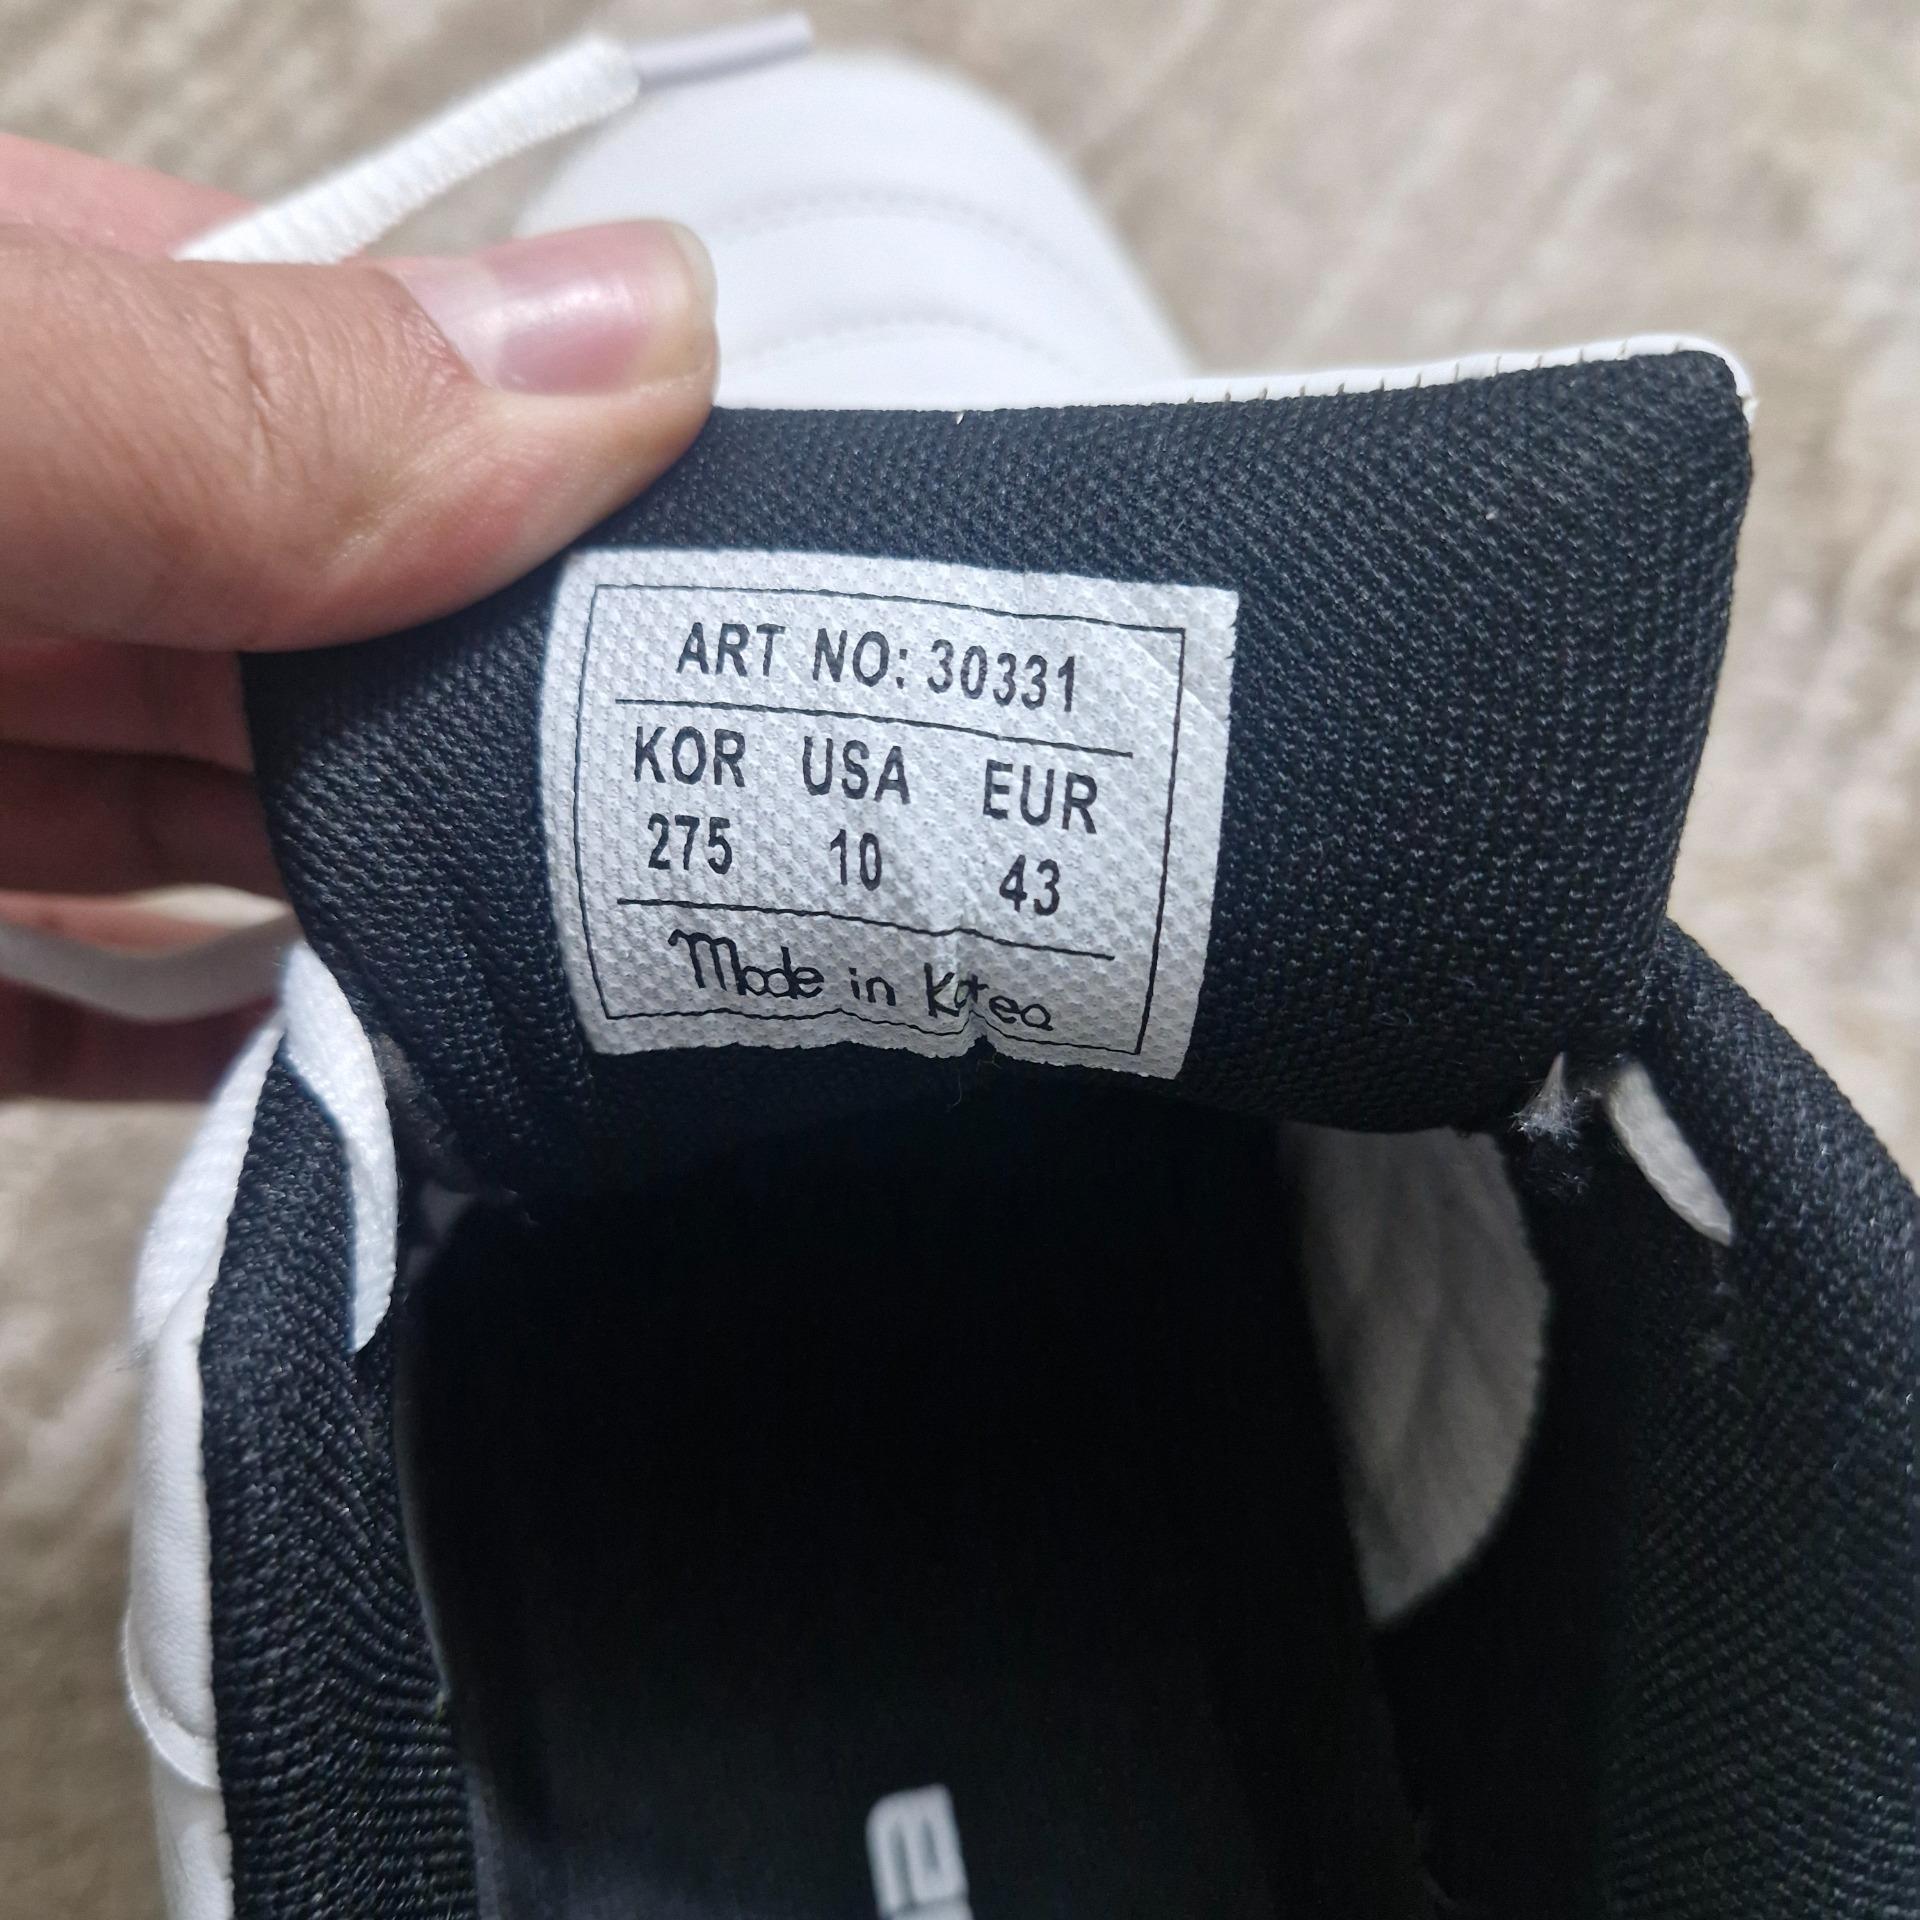 ART NO: 30331
KOR USA EUR
275 10 43
Made in Korea